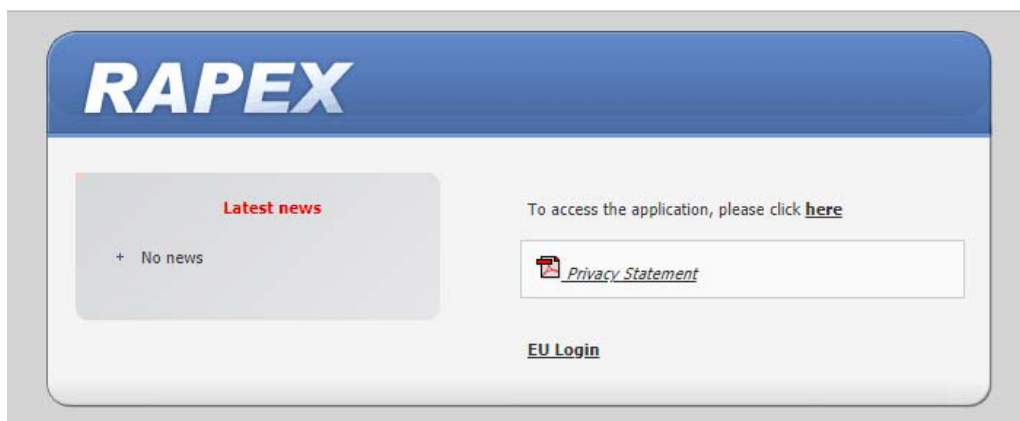 RAPEX
Latest news
+ No news
To access the application, please click here
Privacy Statement
EU Login